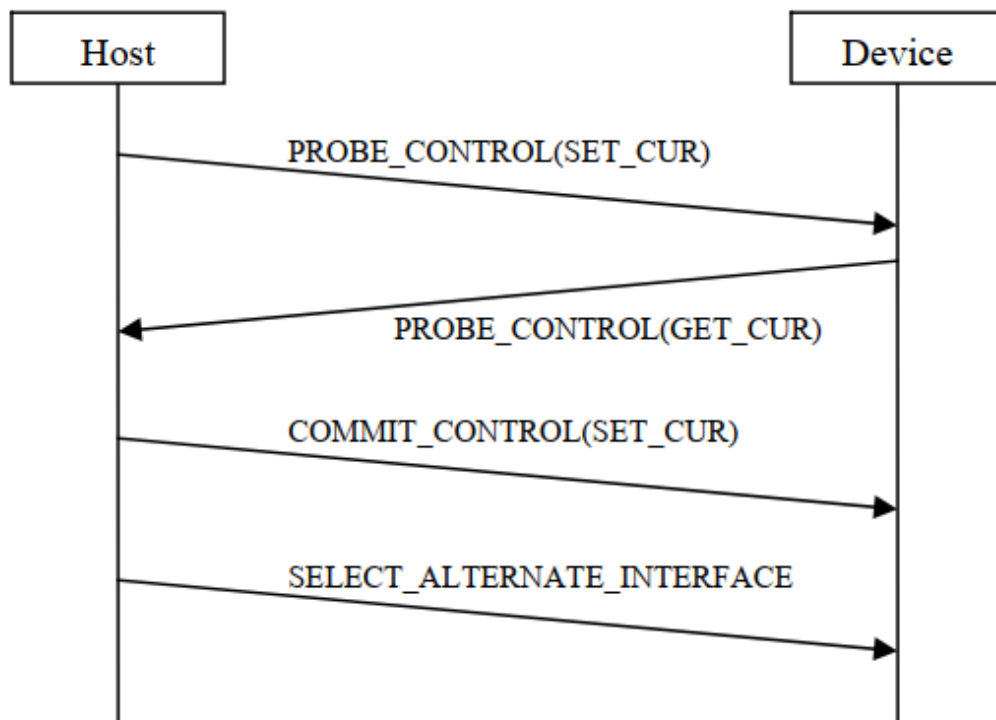 Host
Device
PROBE_CONTROL(SET_CUR)
PROBE_CONTROL(GET_CUR)
COMMIT_CONTROL(SET_CUR)
SELECT_ALTERNATE_INTERFACE